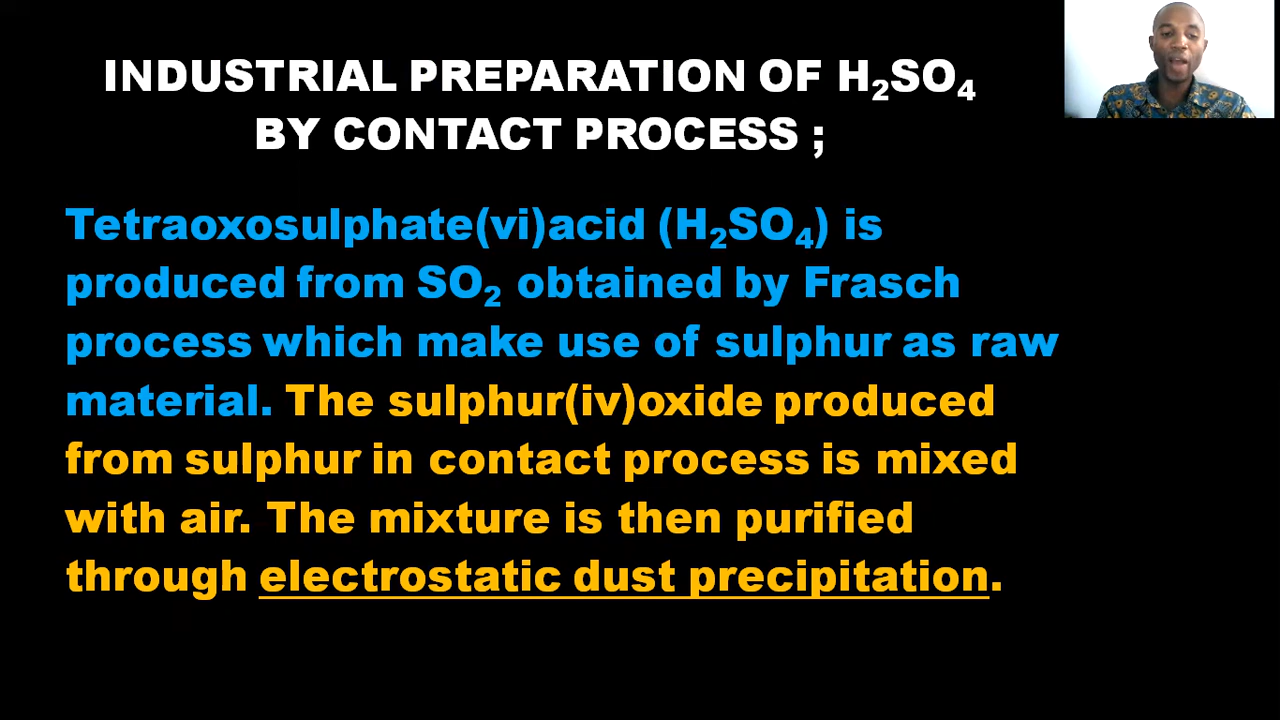 INDUSTRIAL PREPARATION OF H₂SO₄
BY CONTACT PROCESS ;
Tetraoxosulphate(vi)acid (H₂SO₄) is
produced from SO₂ obtained by Frasch
process which make use of sulphur as raw
material. The sulphur(iv)oxide produced
from sulphur in contact process is mixed
with air. The mixture is then purified
through electrostatic dust precipitation.